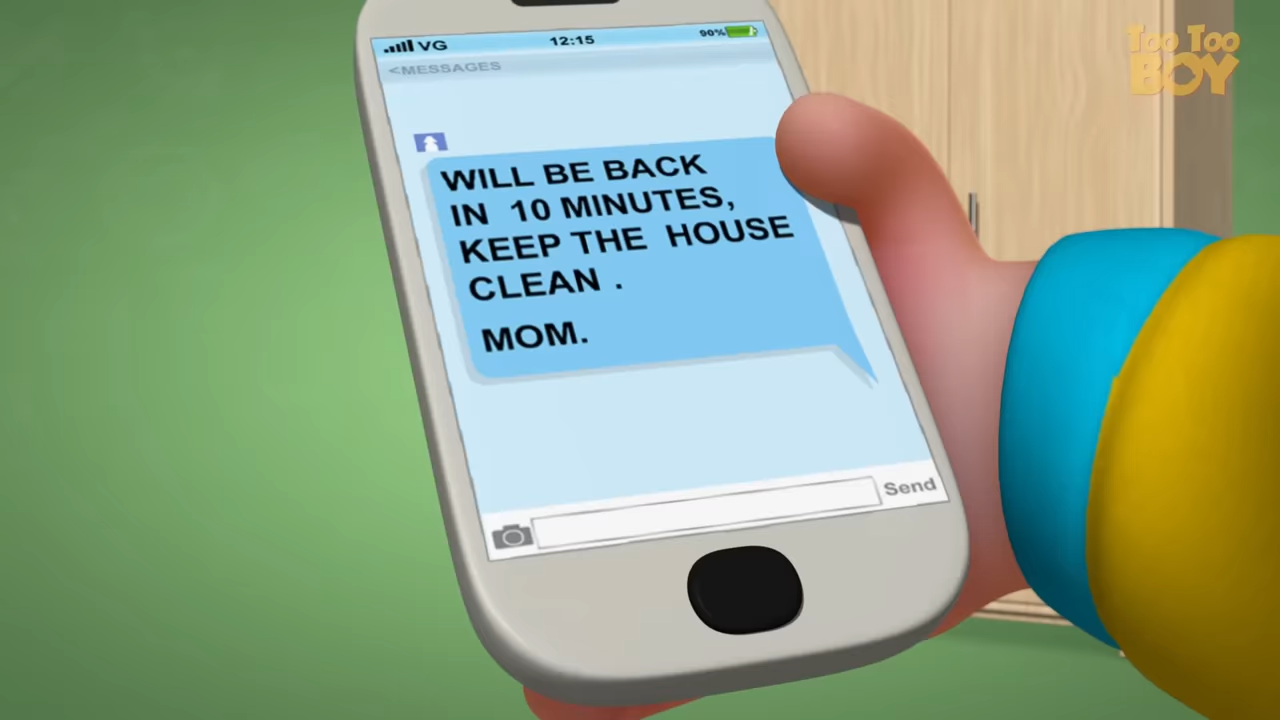 VG 12:15 90%
<MESSAGES
WILL BE BACK
IN 10 MINUTES,
KEEP THE HOUSE
CLEAN .
MOM.
Send
TOO TOO
BOY